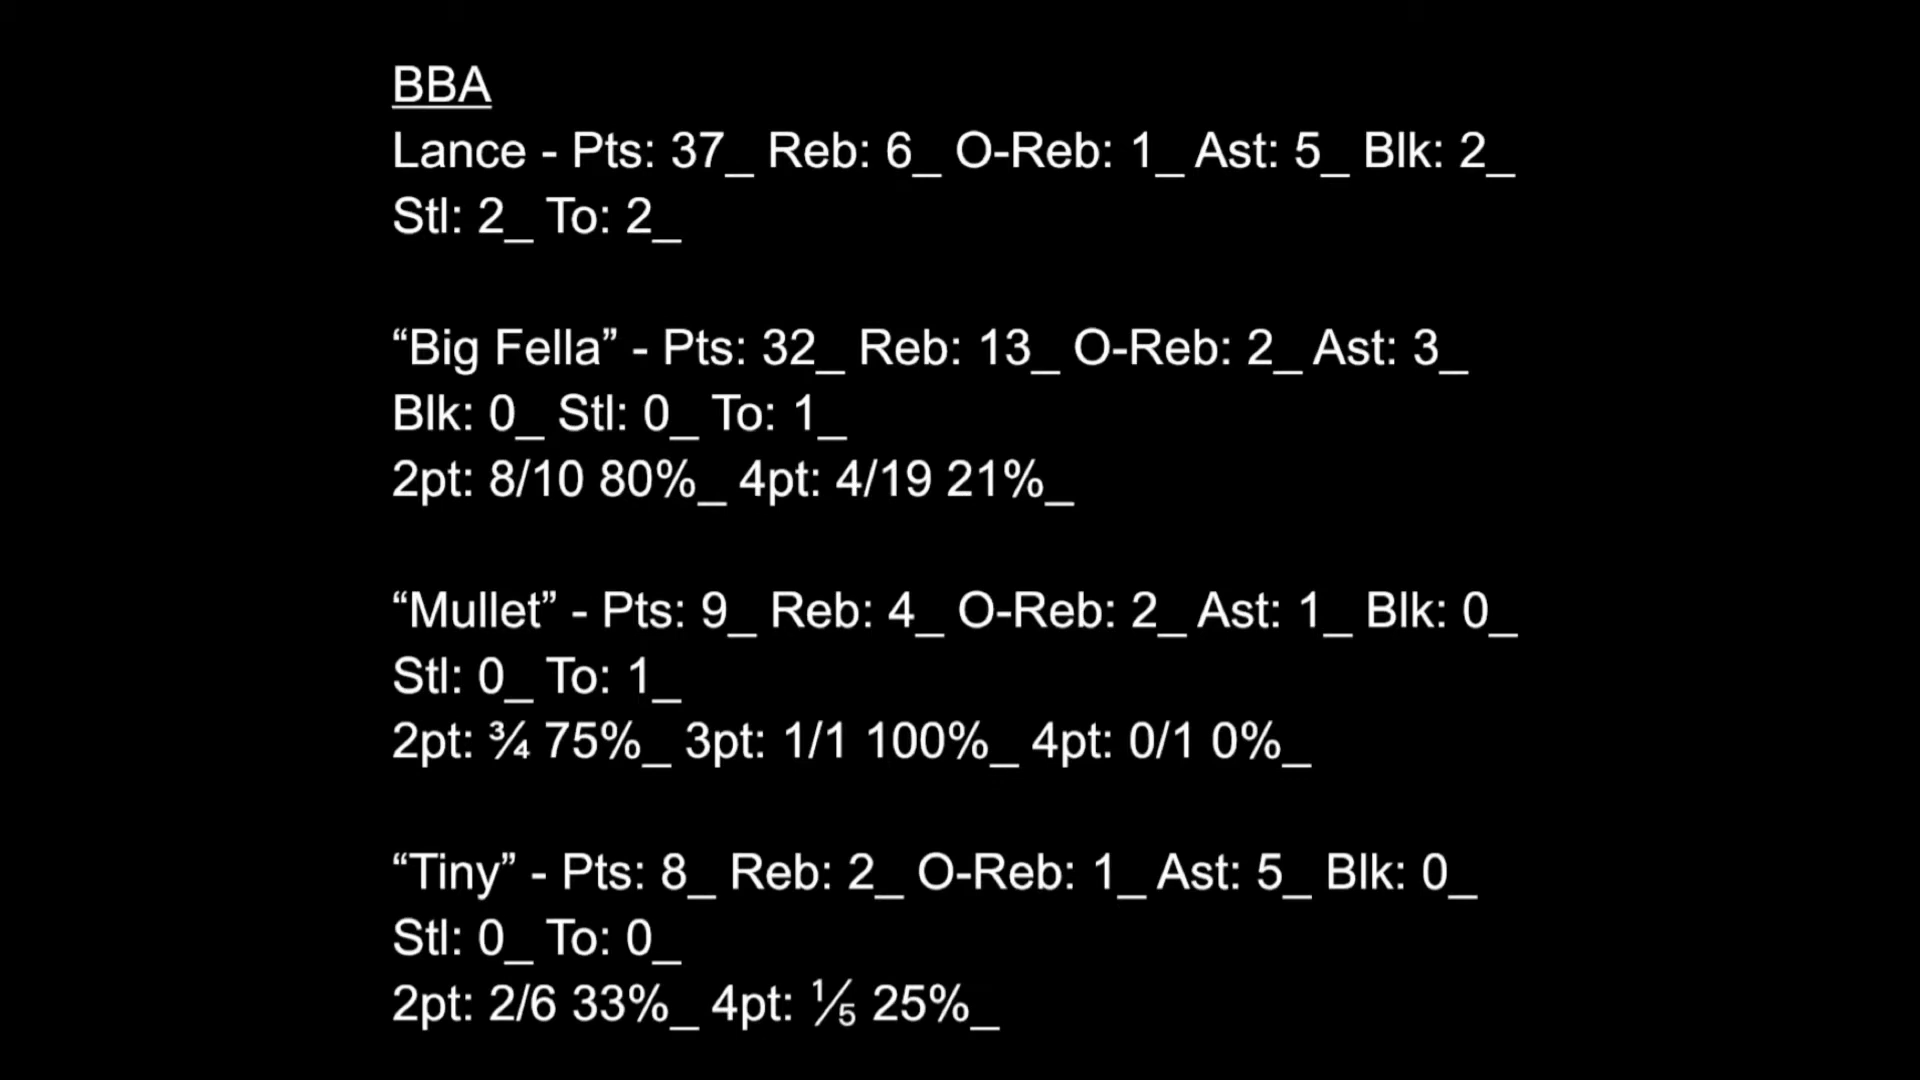 BBA
Lance - Pts: 37_ Reb: 6_ O-Reb: 1_ Ast: 5_ Blk: 2_
Stl: 2_ To: 2_
“Big Fella” - Pts: 32_ Reb: 13_ O-Reb: 2_ Ast: 3_
Blk: 0_ Stl: 0_ To: 1_
2pt: 8/10 80%_ 4pt: 4/19 21%_
“Mullet” - Pts: 9_ Reb: 4_ O-Reb: 2_ Ast: 1_ Blk: 0_
Stl: 0_ To: 1_
2pt: ¾ 75%_ 3pt: 1/1 100%_ 4pt: 0/1 0%_
“Tiny” - Pts: 8_ Reb: 2_ O-Reb: 1_ Ast: 5_ Blk: 0_
Stl: 0_ To: 0_
2pt: 2/6 33%_ 4pt: ⅕ 25%_